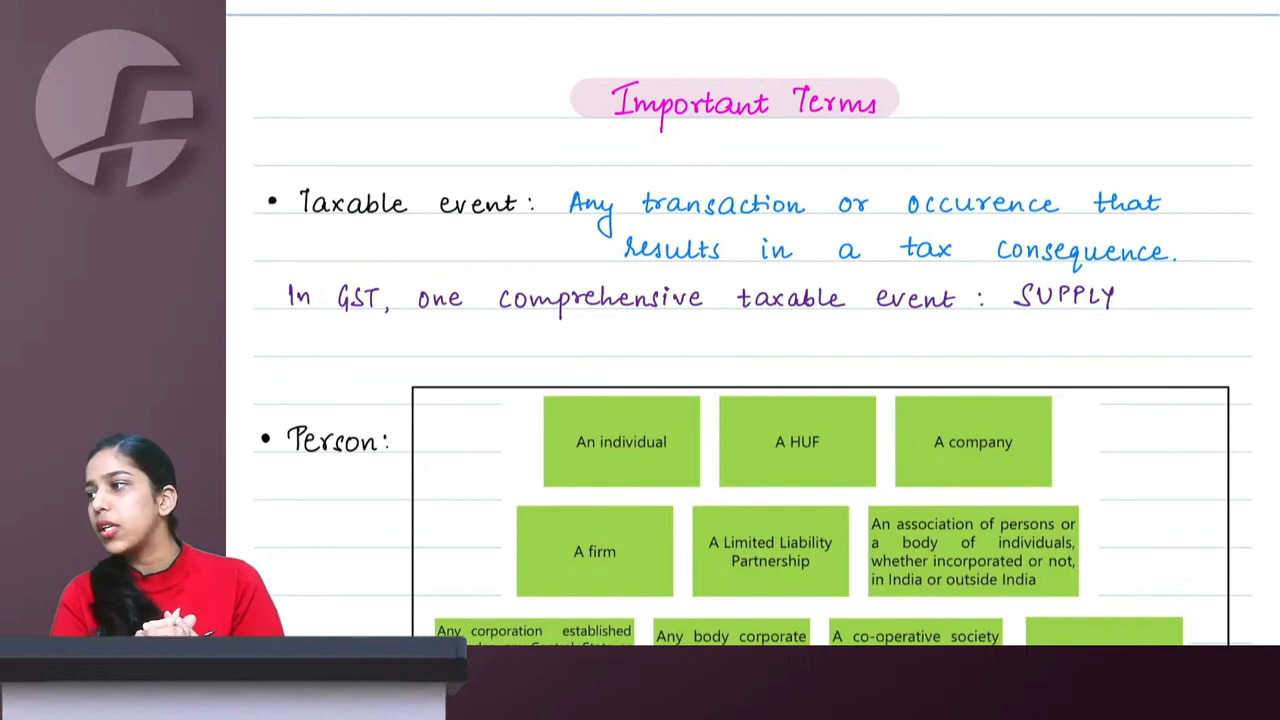 Important Terms
• Taxable event: Any transaction or occurence that
results in a tax consequence.
In GST, one comprehensive taxable event: SUPPLY
• Person:
An individual
A HUF
A company
A firm
A Limited Liability
Partnership
An association of persons or
a body of individuals,
whether incorporated or not,
in India or outside India
Any corporation established
Any body corporate
A co-operative society